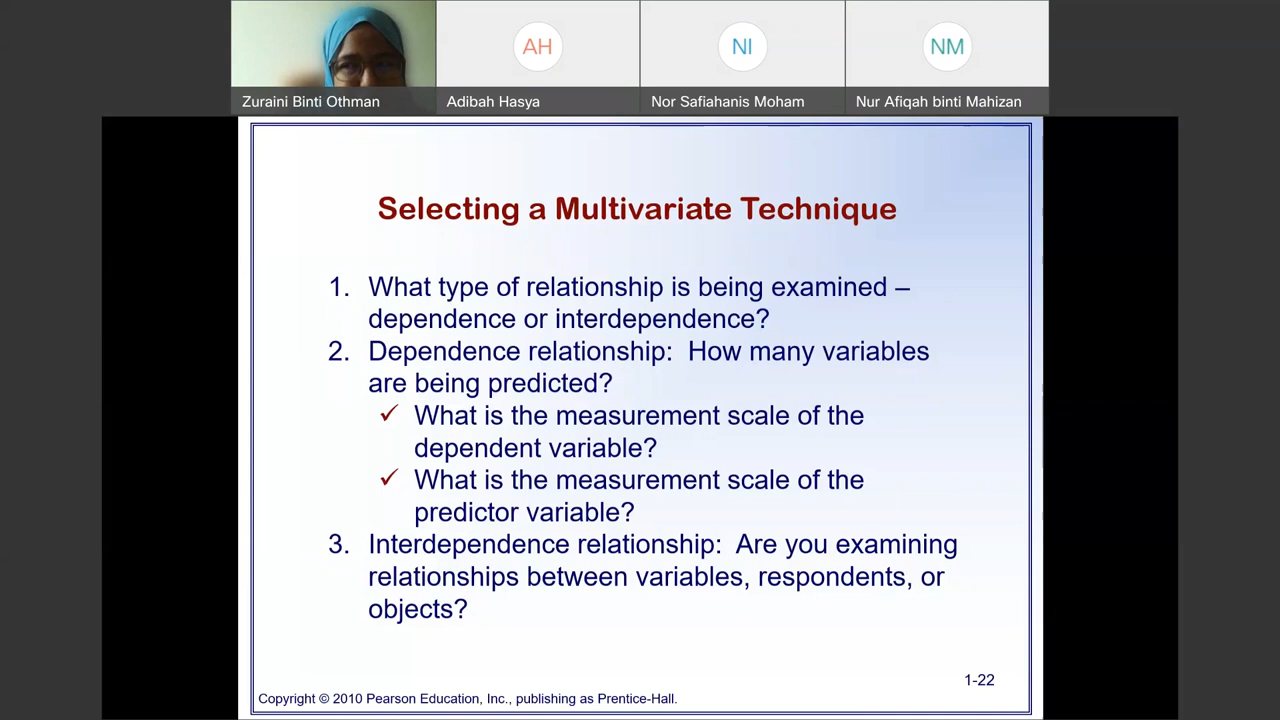 AH
NI
NM
Zuraini Binti Othman
Adibah Hasya
Nor Safiahanis Moham
Nur Afiqah binti Mahizan
Selecting a Multivariate Technique
1. What type of relationship is being examined –
dependence or interdependence?
2. Dependence relationship: How many variables
are being predicted?
✓ What is the measurement scale of the
dependent variable?
✓ What is the measurement scale of the
predictor variable?
3. Interdependence relationship: Are you examining
relationships between variables, respondents, or
objects?
1-22
Copyright © 2010 Pearson Education, Inc., publishing as Prentice-Hall.